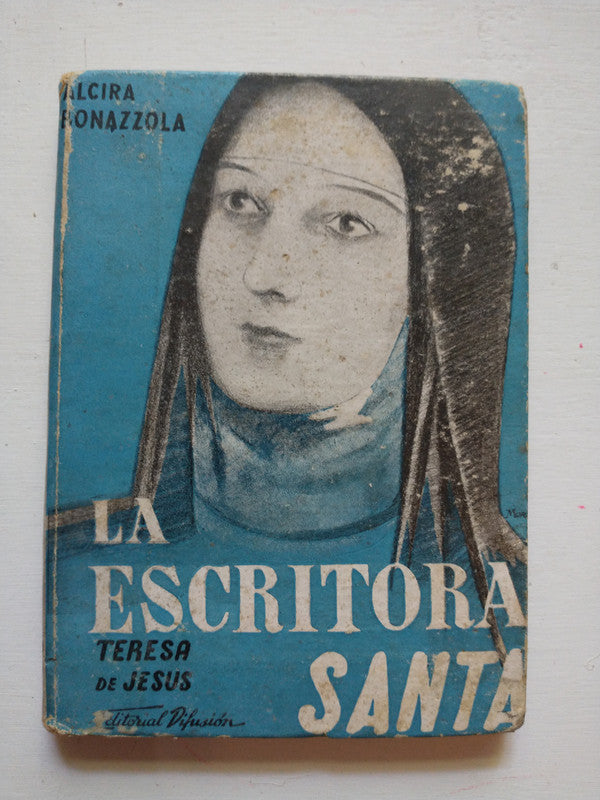 ALCIRA
BONAZZOLA
LA
ESCRITORA
TERESA
DE JESUS
SANTA
Editorial Difusión